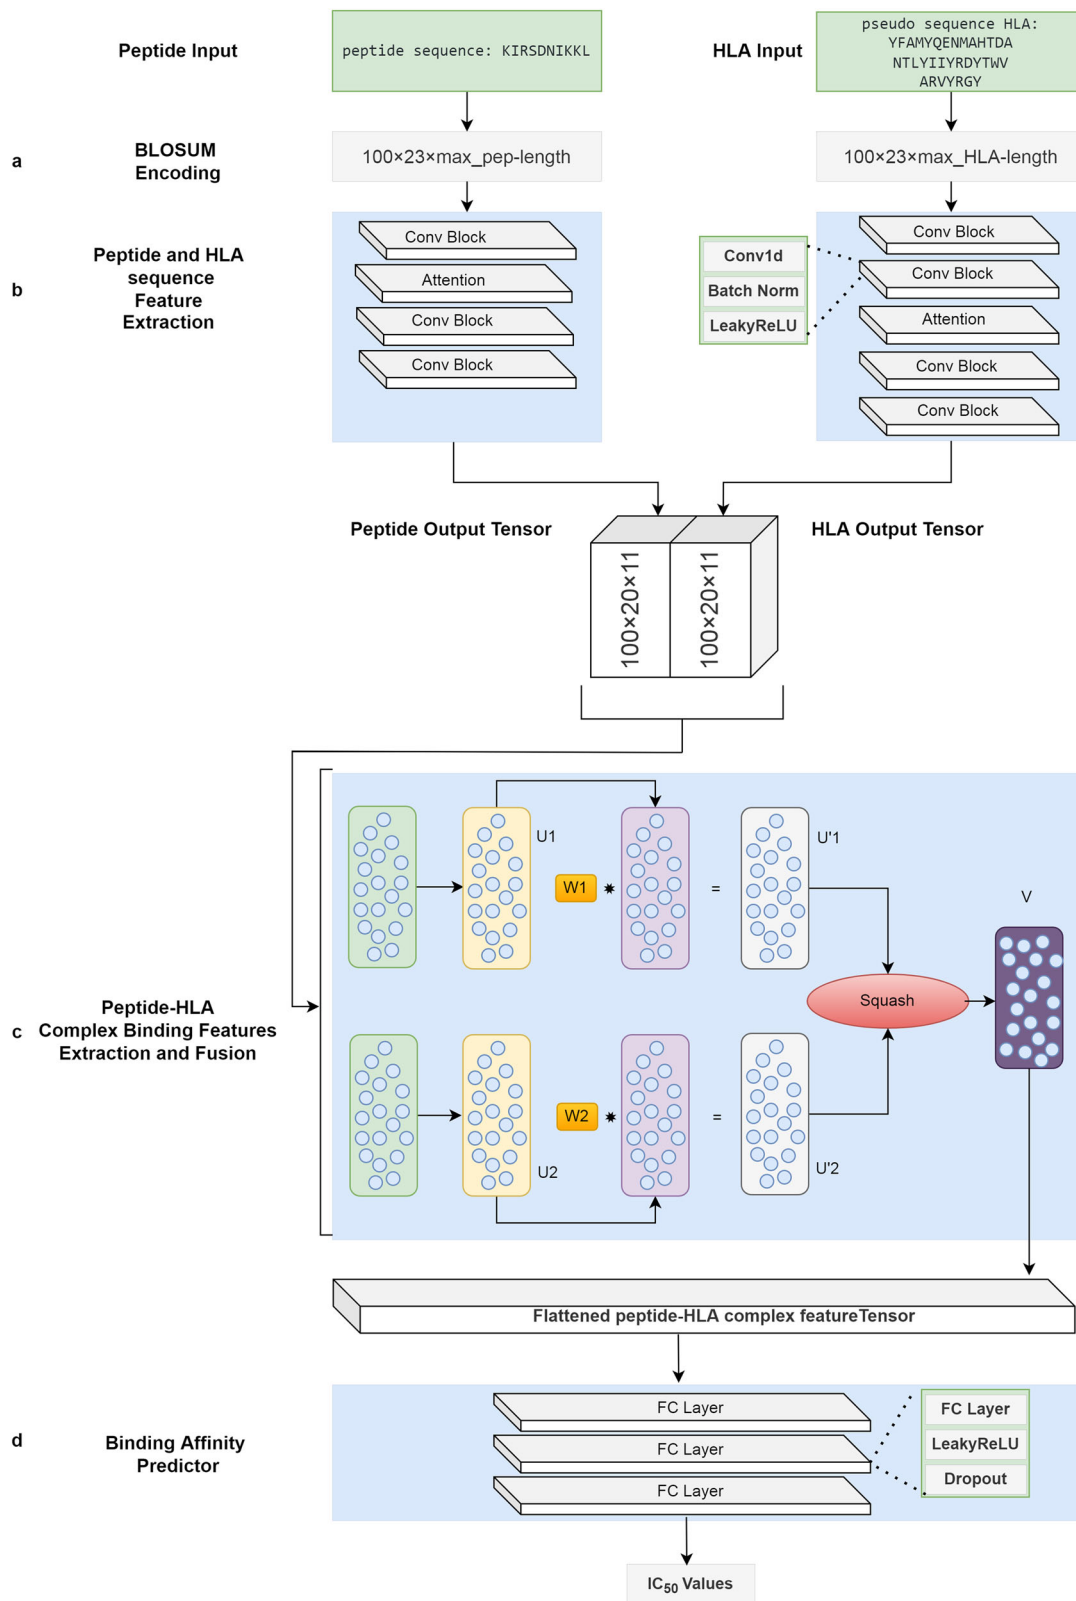 Peptide Input
peptide sequence: KIRSDNIKKL
HLA Input
pseudo sequence HLA:
YFAMYQENMAHTDA
NTLYIIYRDYTWV
ARVYRGY
a
BLOSUM
Encoding
100×23×max_pep-length
100×23×max_HLA-length
b
Peptide and HLA
sequence
Feature
Extraction
Conv Block
Attention
Conv Block
Conv Block
Conv1d
Batch Norm
LeakyReLU
Conv Block
Conv Block
Attention
Conv Block
Conv Block
Peptide Output Tensor
100×20×11
100×20×11
HLA Output Tensor
c
Peptide-HLA
Complex Binding Features
Extraction and Fusion
U1
W1
*
=
U'1
V
Squash
U2
W2
*
=
U'2
Flattened peptide-HLA complex featureTensor
d
Binding Affinity
Predictor
FC Layer
FC Layer
FC Layer
FC Layer
LeakyReLU
Dropout
IC50 Values